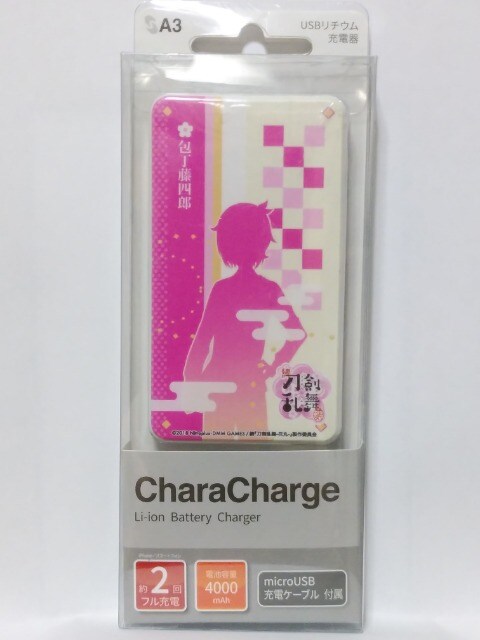 A3
USBリチウム
充電器
包丁藤四郎
続
刀剣乱舞
花丸
CharaCharge
Li-ion Battery Charger
約2回
フル充電
電池容量
4000
mAh
microUSB
充電ケーブル 付属